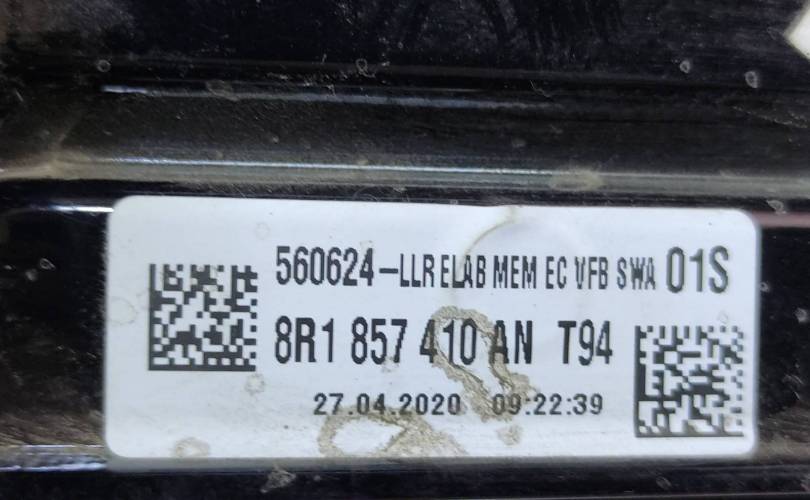 560624-LLR ELAB MEM EC VFB SWA 01S
8R1 857 410 AN T94
27.04.2020 09:22:39